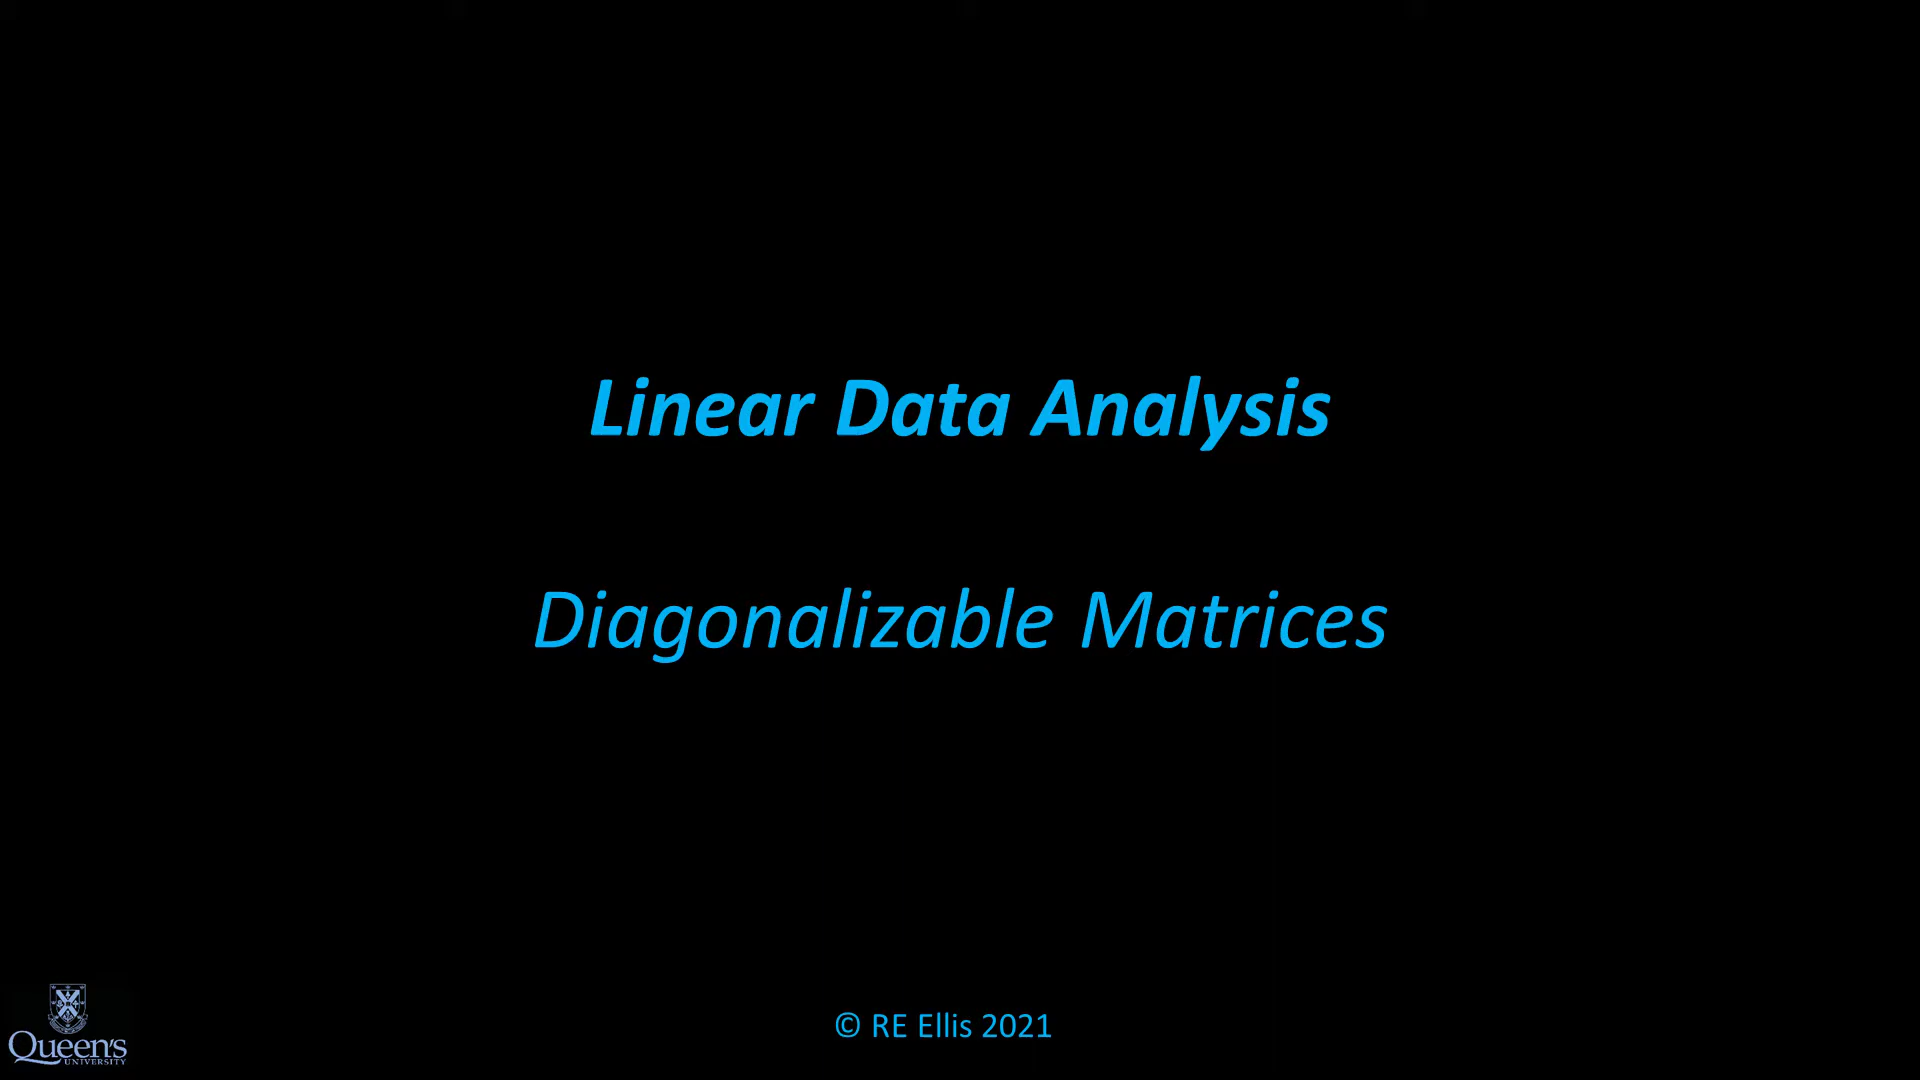 Linear Data Analysis
Diagonalizable Matrices
© RE Ellis 2021
Queen's
UNIVERSITY